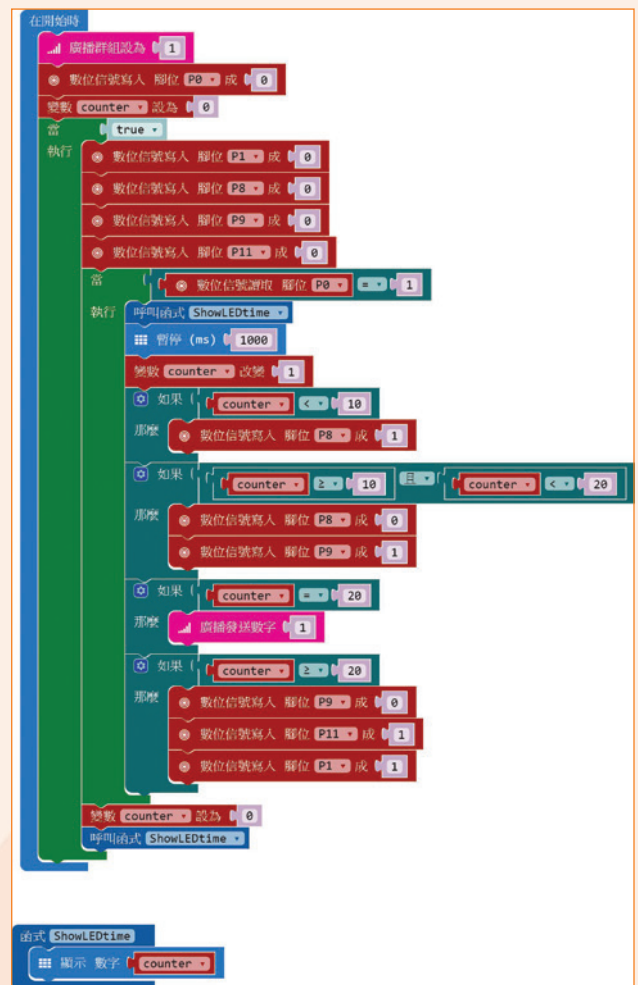 在開始時
廣播群組設為 1
數位信號寫入 腳位 P0 成 0
變數 counter 設為 0
當 true
執行
數位信號寫入 腳位 P1 成 0
數位信號寫入 腳位 P8 成 0
數位信號寫入 腳位 P9 成 0
數位信號寫入 腳位 P11 成 0
當 數位信號讀取 腳位 P0 = 1
執行 呼叫函式 ShowLEDtime
暫停 (ms) 1000
變數 counter 改變 1
如果 counter < 10
那麼 數位信號寫入 腳位 P8 成 1
如果 counter ≥ 10 且 counter < 20
那麼 數位信號寫入 腳位 P8 成 0
數位信號寫入 腳位 P9 成 1
如果 counter = 20
那麼 廣播發送數字 1
如果 counter ≥ 20
那麼 數位信號寫入 腳位 P9 成 0
數位信號寫入 腳位 P11 成 1
數位信號寫入 腳位 P1 成 1
變數 counter 設為 0
呼叫函式 ShowLEDtime
函式 ShowLEDtime
顯示 數字 counter